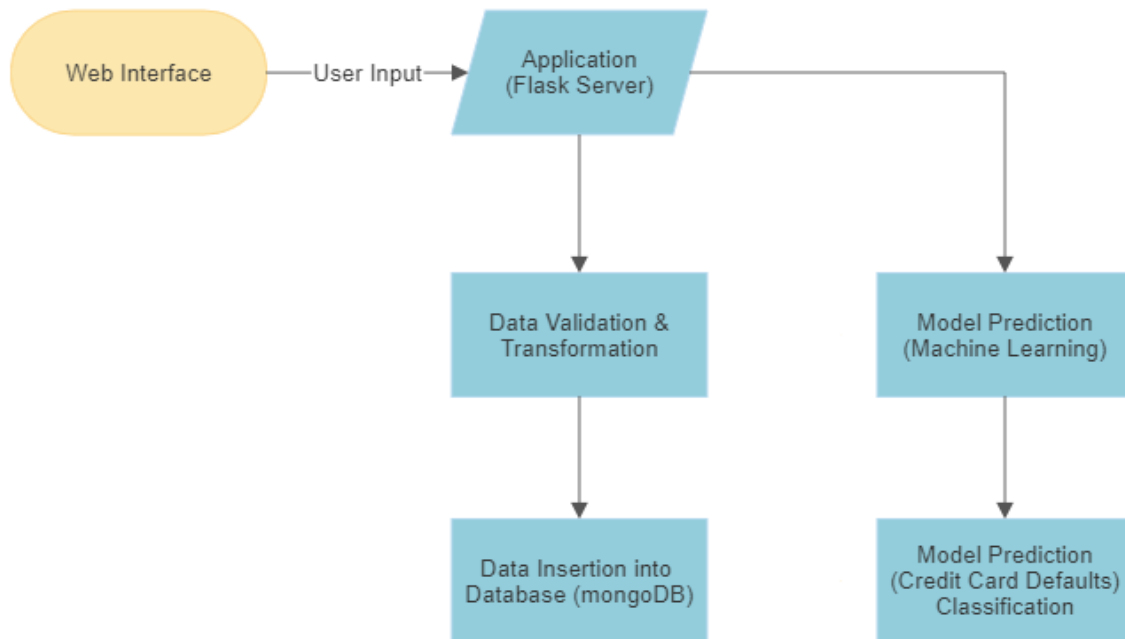 Web Interface
User Input
Application
(Flask Server)
Data Validation &
Transformation
Model Prediction
(Machine Learning)
Data Insertion into
Database (mongoDB)
Model Prediction
(Credit Card Defaults)
Classification